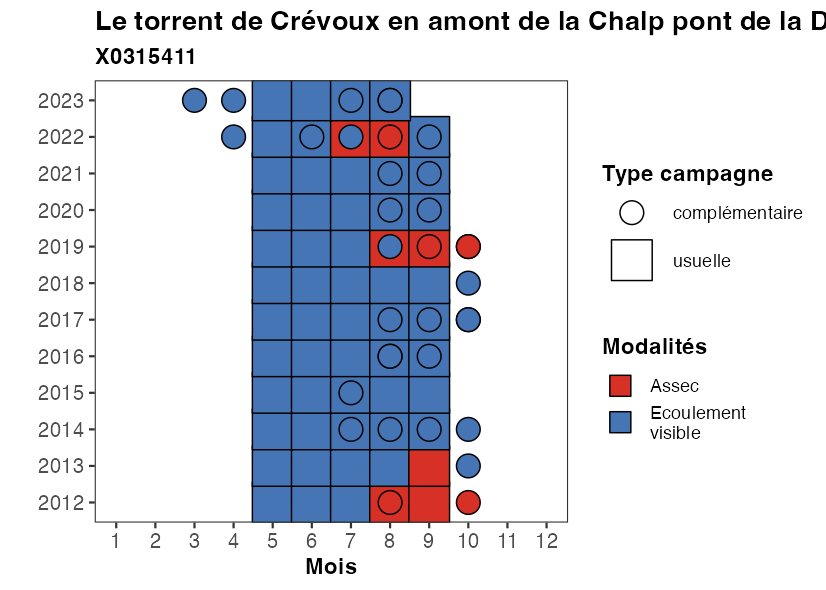 Le torrent de Crévoux en amont de la Chalp pont de la D
X0315411
2023
2022
2021
2020
2019
2018
2017
2016
2015
2014
2013
2012
1 2 3 4 5 6 7 8 9 10 11 12
Mois
Type campagne
complémentaire
usuelle
Modalités
Assec
Ecoulement
visible